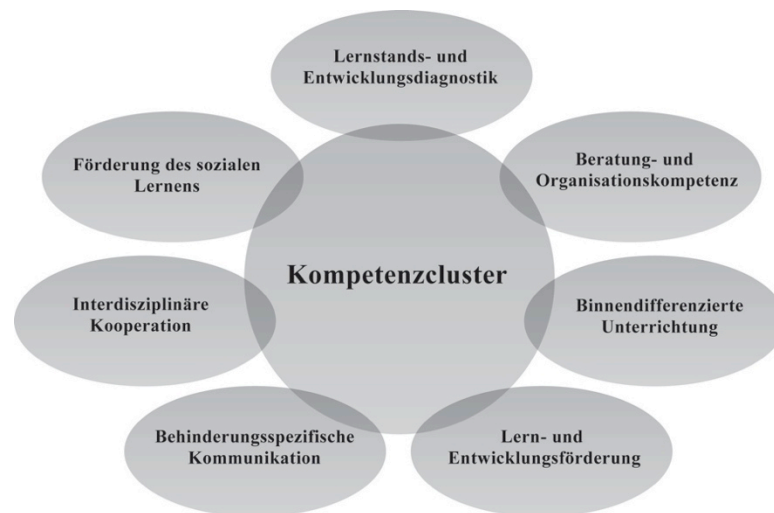 Lernstands- und
Entwicklungsdiagnostik
Förderung des sozialen
Lernens
Beratung- und
Organisationskompetenz
Kompetenzcluster
Interdisziplinäre
Kooperation
Binnendifferenzierte
Unterrichtung
Behinderungsspezifische
Kommunikation
Lern- und
Entwicklungsförderung